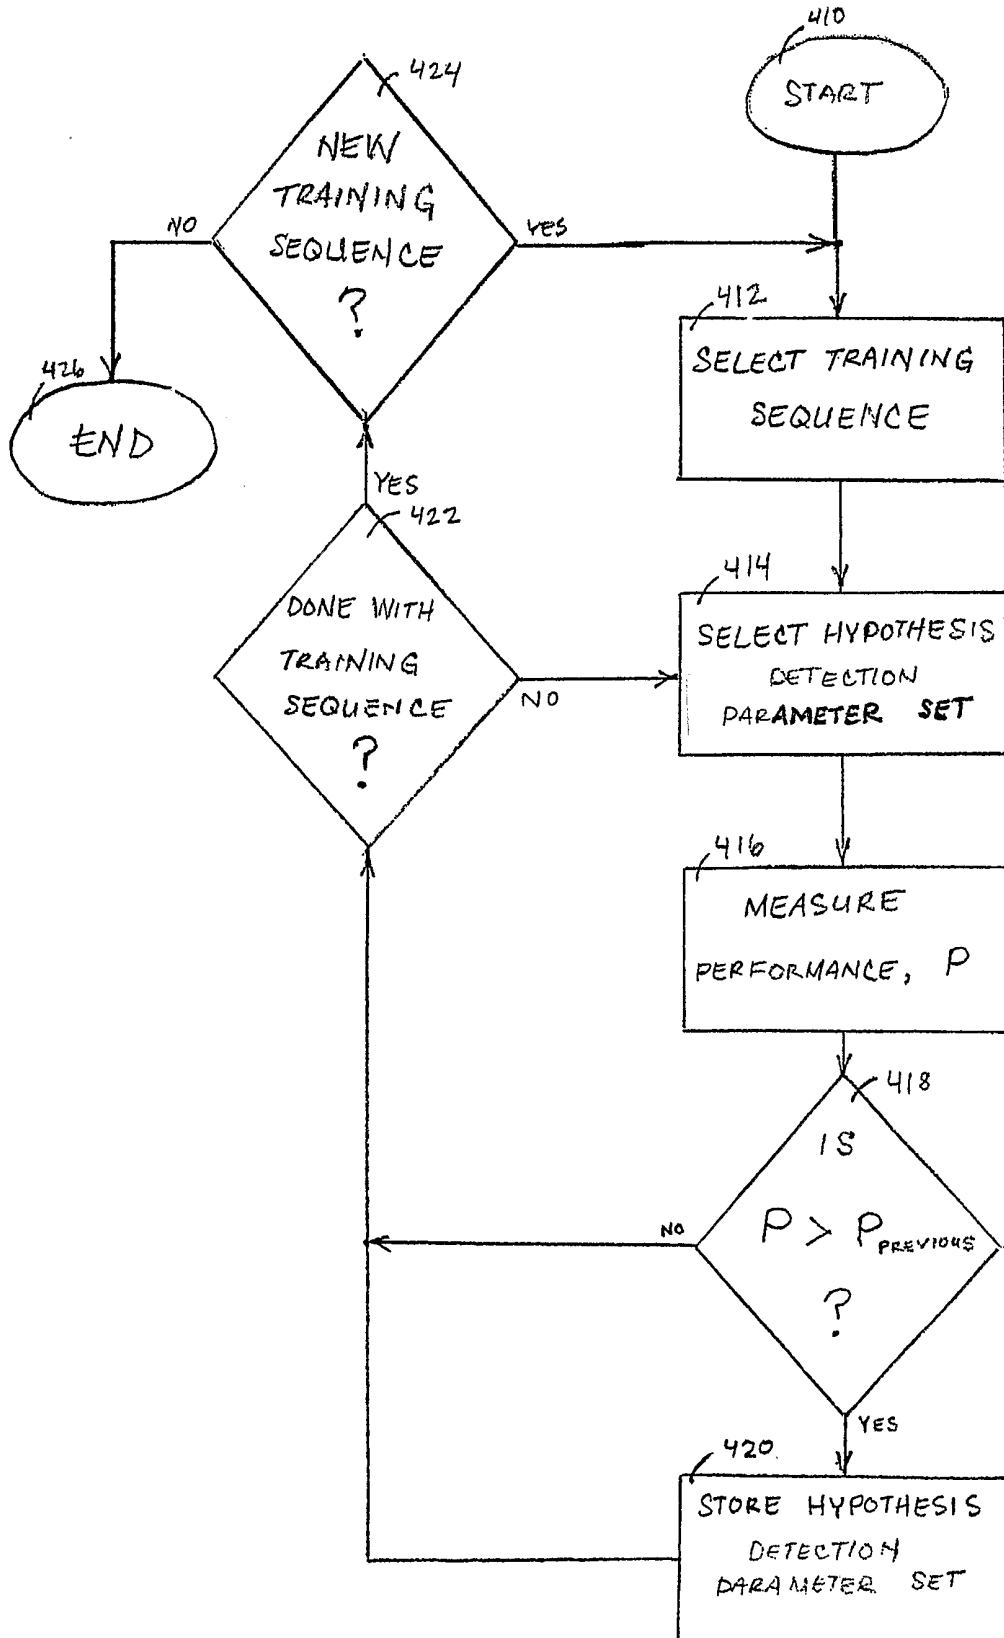 410
START
424
NEW
TRAINING
SEQUENCE
?
NO
YES
412
SELECT TRAINING
SEQUENCE
426
END
YES
422
DONE WITH
TRAINING
SEQUENCE
?
NO
414
SELECT HYPOTHESIS
DETECTION
PARAMETER SET
416
MEASURE
PERFORMANCE, P
418
IS
P > P PREVIOUS
?
NO
YES
420
STORE HYPOTHESIS
DETECTION
PARAMETER SET